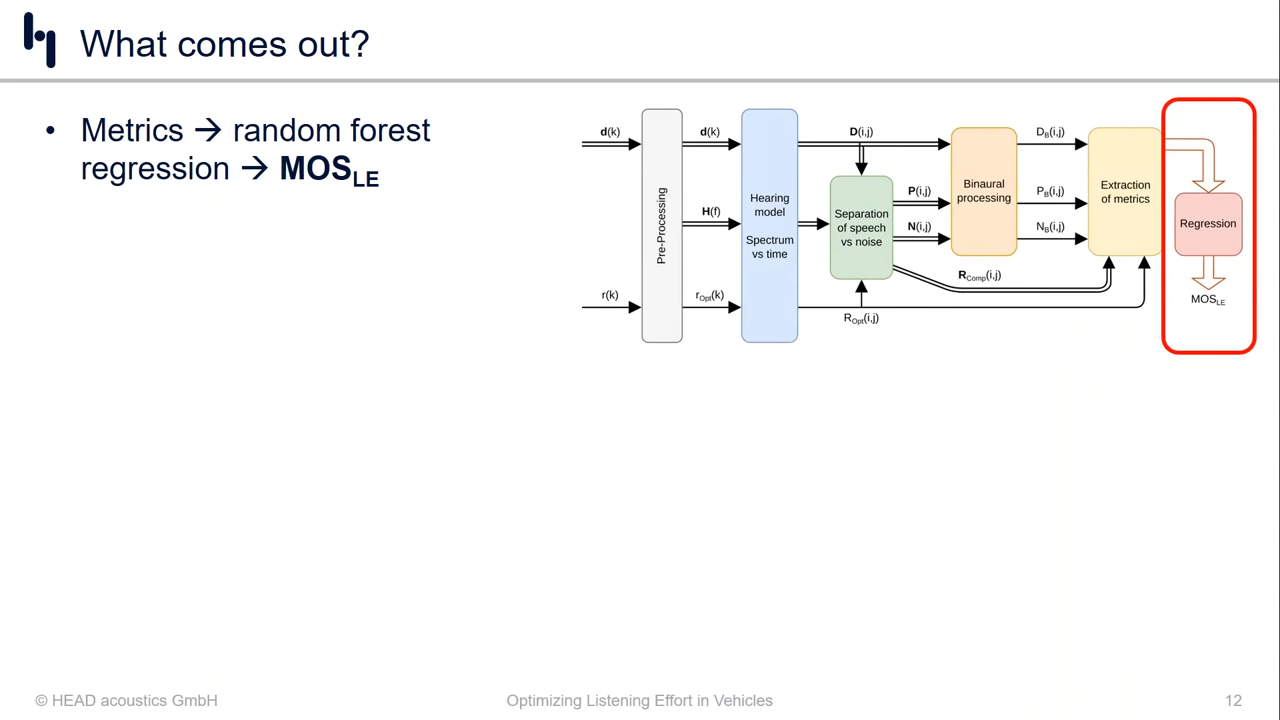 What comes out?
• Metrics → random forest
regression → MOSLE
d(k)
d(k)
D(i,j)
DB(i,j)
Pre-Processing
H(f)
Hearing
model
Spectrum
vs time
Separation
of speech
vs noise
P(i,j)
N(i,j)
Binaural
processing
PB(i,j)
NB(i,j)
Extraction
of metrics
Regression
RComp(i,j)
r(k)
rOpt(k)
ROpt(i,j)
MOSLE
© HEAD acoustics GmbH
Optimizing Listening Effort in Vehicles
12